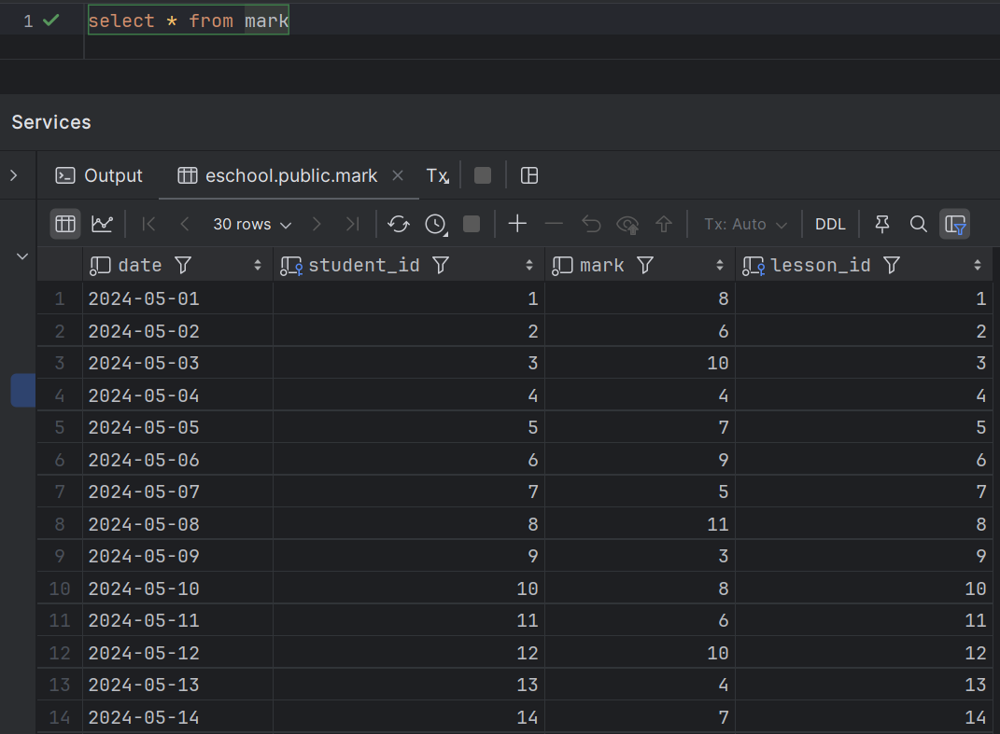 1 select * from mark
Services
Output eschool.public.mark Tx
30 rows Tx: Auto DDL
date student_id mark lesson_id
1 2024-05-01 1 8 1
2 2024-05-02 2 6 2
3 2024-05-03 3 10 3
4 2024-05-04 4 4 4
5 2024-05-05 5 7 5
6 2024-05-06 6 9 6
7 2024-05-07 7 5 7
8 2024-05-08 8 11 8
9 2024-05-09 9 3 9
10 2024-05-10 10 8 10
11 2024-05-11 11 6 11
12 2024-05-12 12 10 12
13 2024-05-13 13 4 13
14 2024-05-14 14 7 14